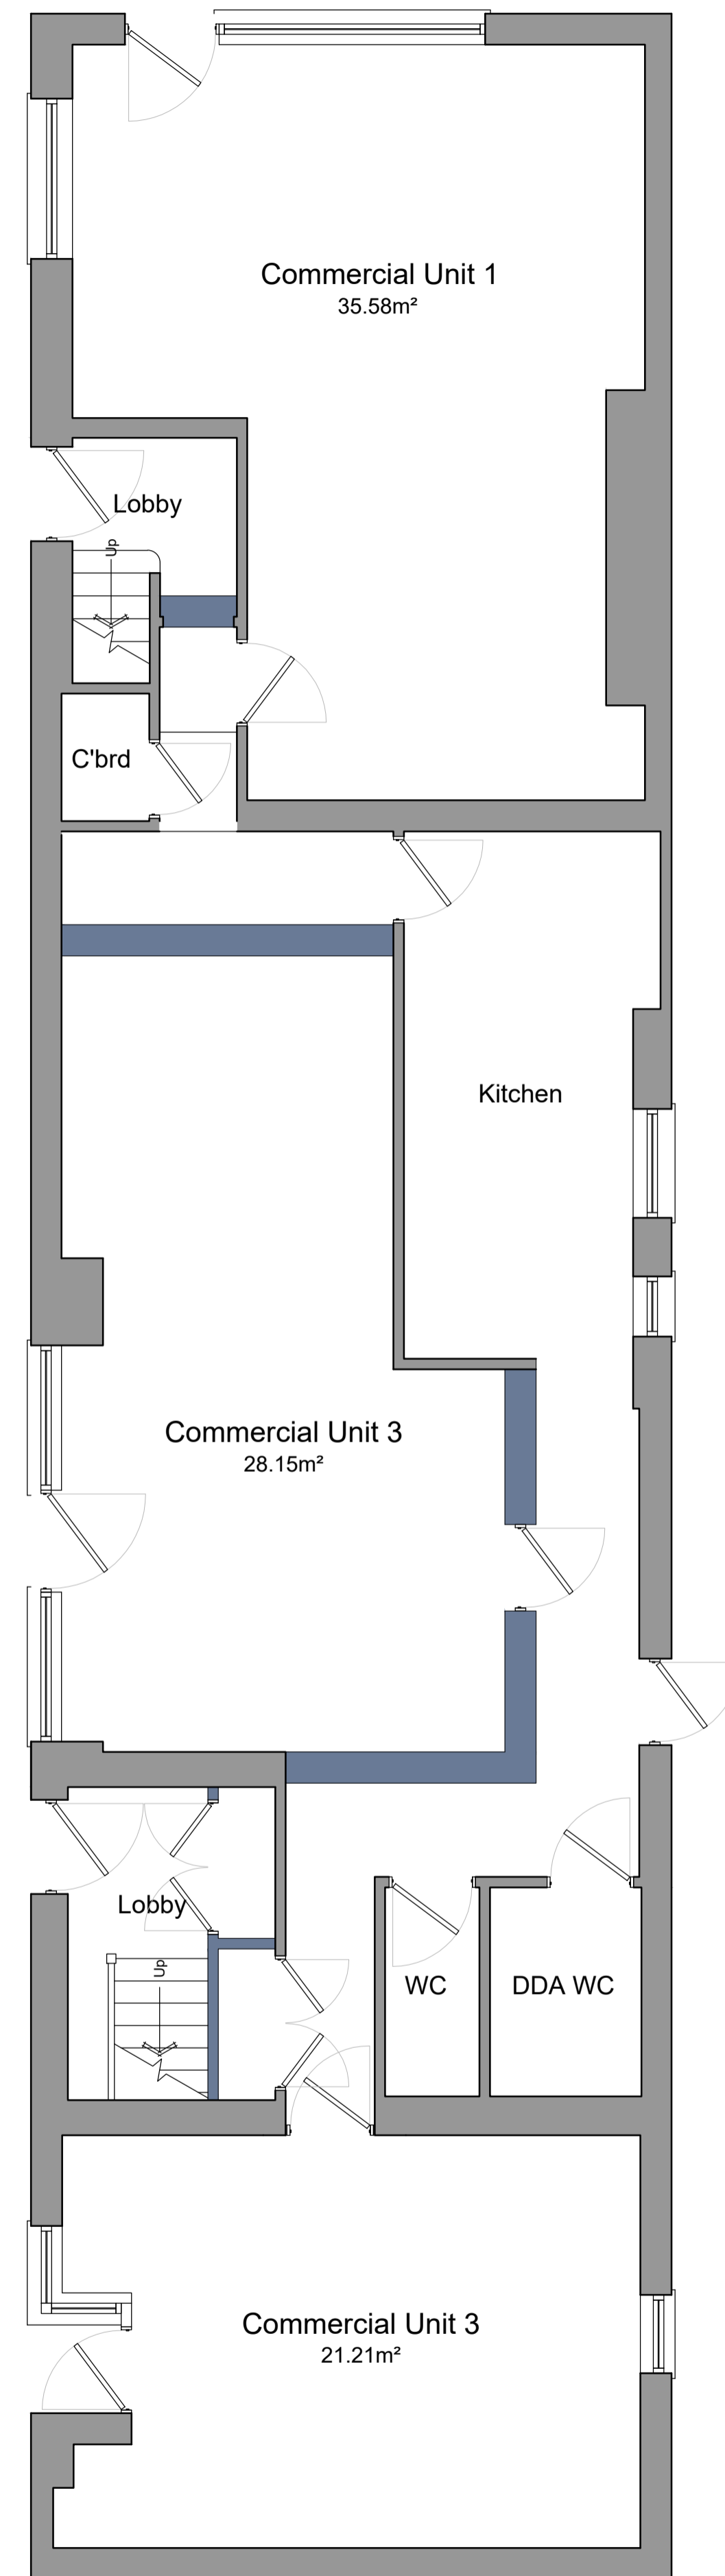 Commercial Unit 1
35.58m²
Lobby
Up
C'brd
Kitchen
Commercial Unit 3
28.15m²
Lobby
Up
WC
DDA WC
Commercial Unit 3
21.21m²